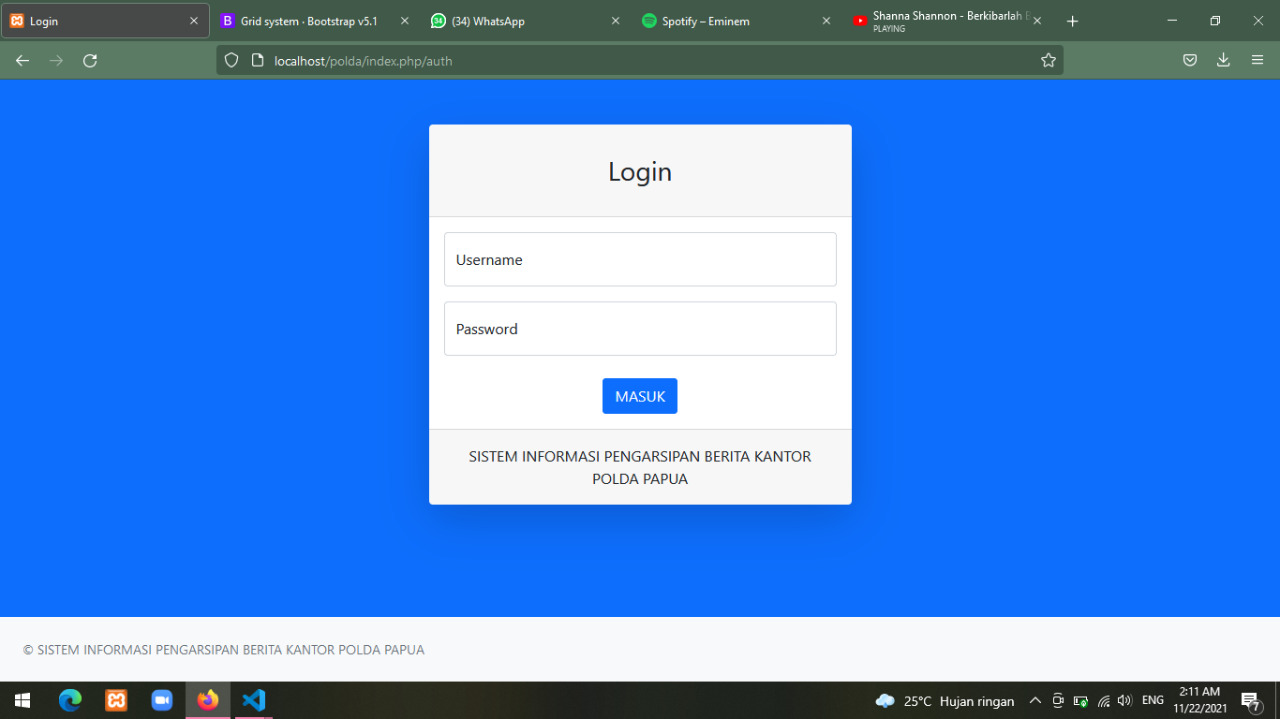 Login
Grid system · Bootstrap v5.1
(34) WhatsApp
Spotify – Eminem
Shanna Shannon - Berkibarlah
PLAYING
localhost/polda/index.php/auth
Login
Username
Password
MASUK
SISTEM INFORMASI PENGARSIPAN BERITA KANTOR
POLDA PAPUA
© SISTEM INFORMASI PENGARSIPAN BERITA KANTOR POLDA PAPUA
25°C Hujan ringan
ENG
2:11 AM
11/22/2021
7